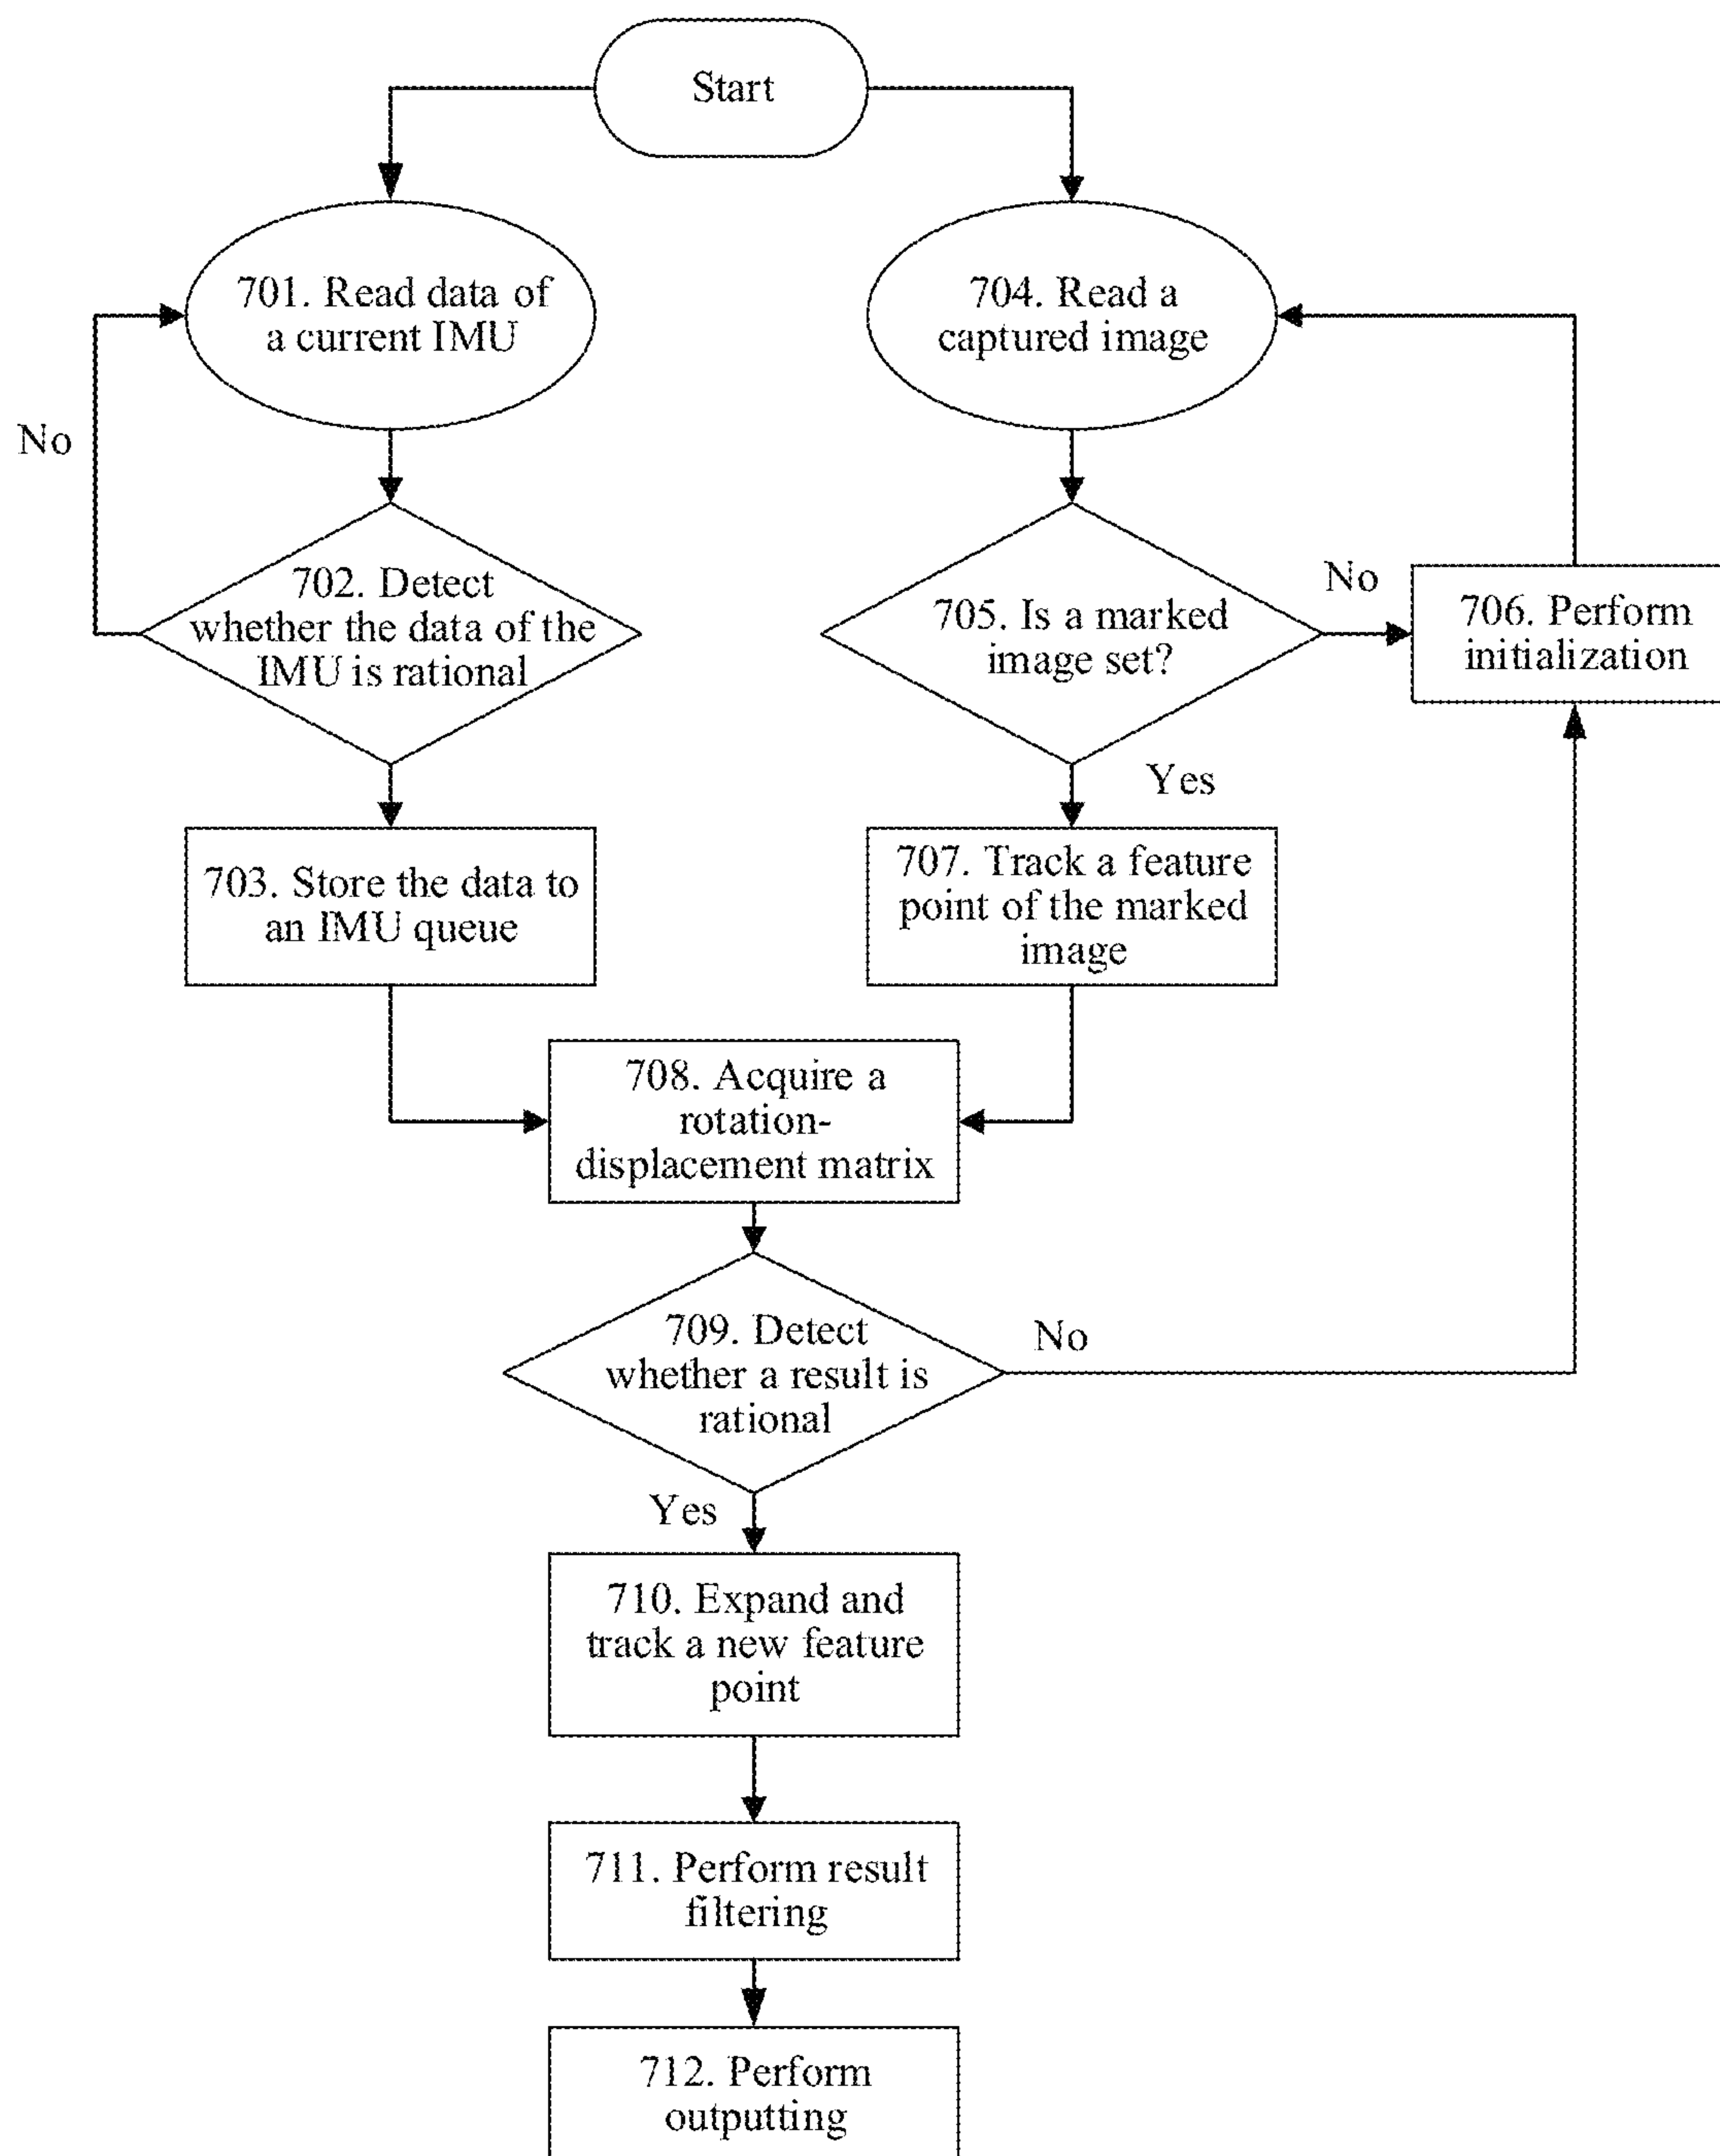 Start
701. Read data of
a current IMU
704. Read a
captured image
No
702. Detect
whether the data of the
IMU is rational
705. Is a marked
image set?
No
706. Perform
initialization
Yes
703. Store the data to
an IMU queue
707. Track a feature
point of the marked
image
708. Acquire a
rotation-
displacement matrix
709. Detect
whether a result is
rational
No
Yes
710. Expand and
track a new feature
point
711. Perform result
filtering
712. Perform
outputting